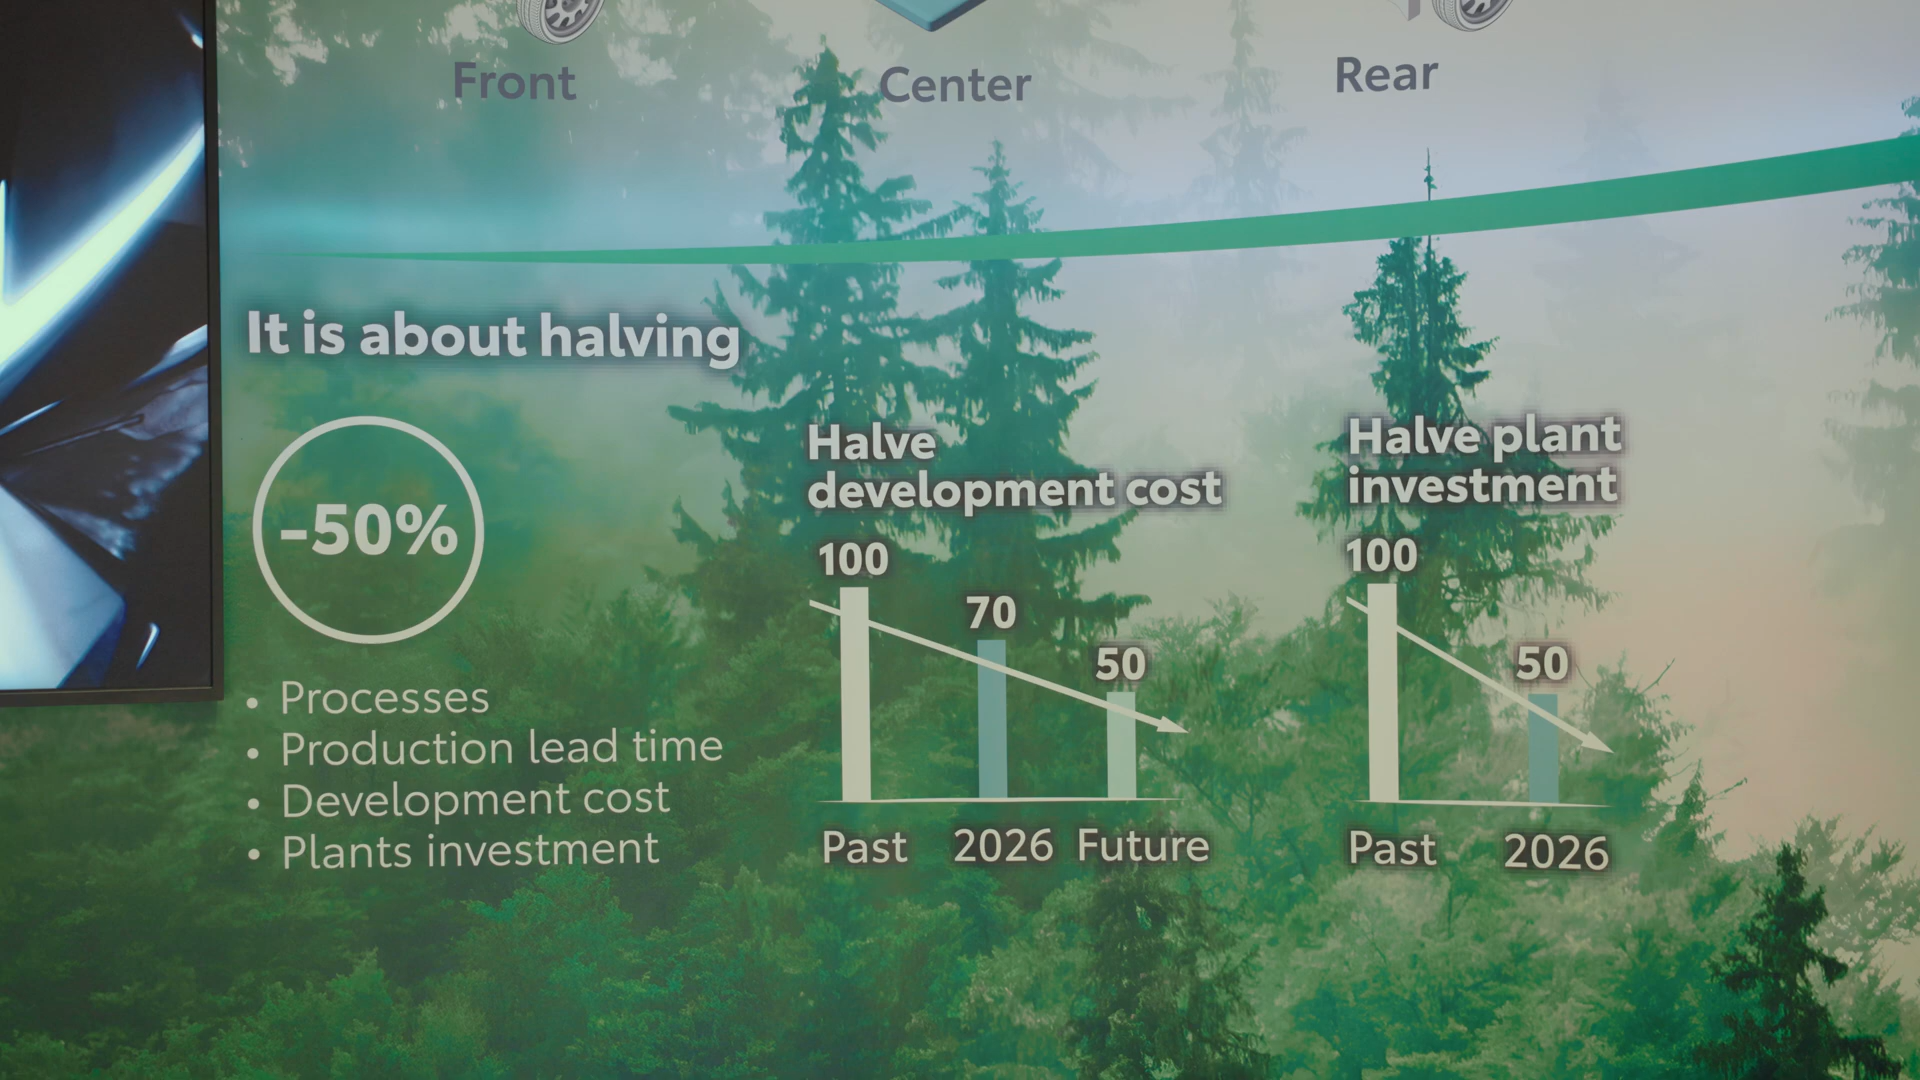 Front
Center
Rear
It is about halving
-50%
• Processes
• Production lead time
• Development cost
• Plants investment
Halve
development cost
100
70
50
Past
2026
Future
Halve plant
investment
100
50
Past
2026